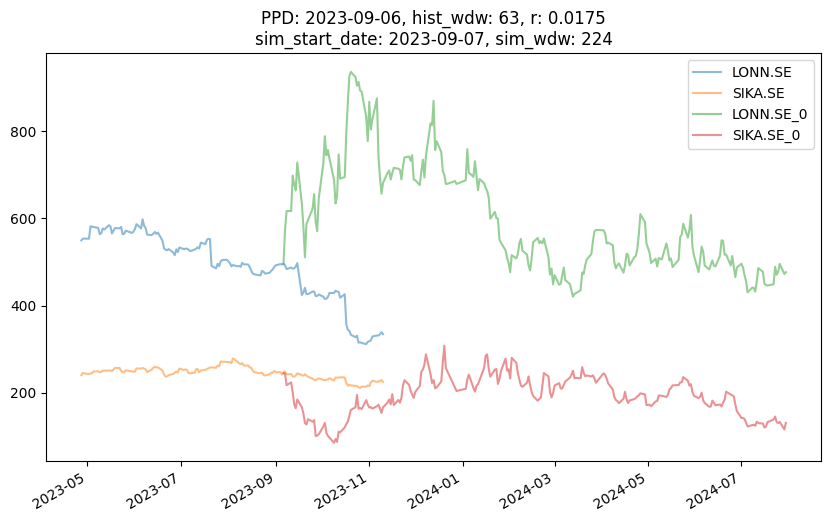 PPD: 2023-09-06, hist_wdw: 63, r: 0.0175
sim_start_date: 2023-09-07, sim_wdw: 224
LONN.SE
SIKA.SE
LONN.SE_0
SIKA.SE_0
800
600
400
200
2023-05
2023-07
2023-09
2023-11
2024-01
2024-03
2024-05
2024-07